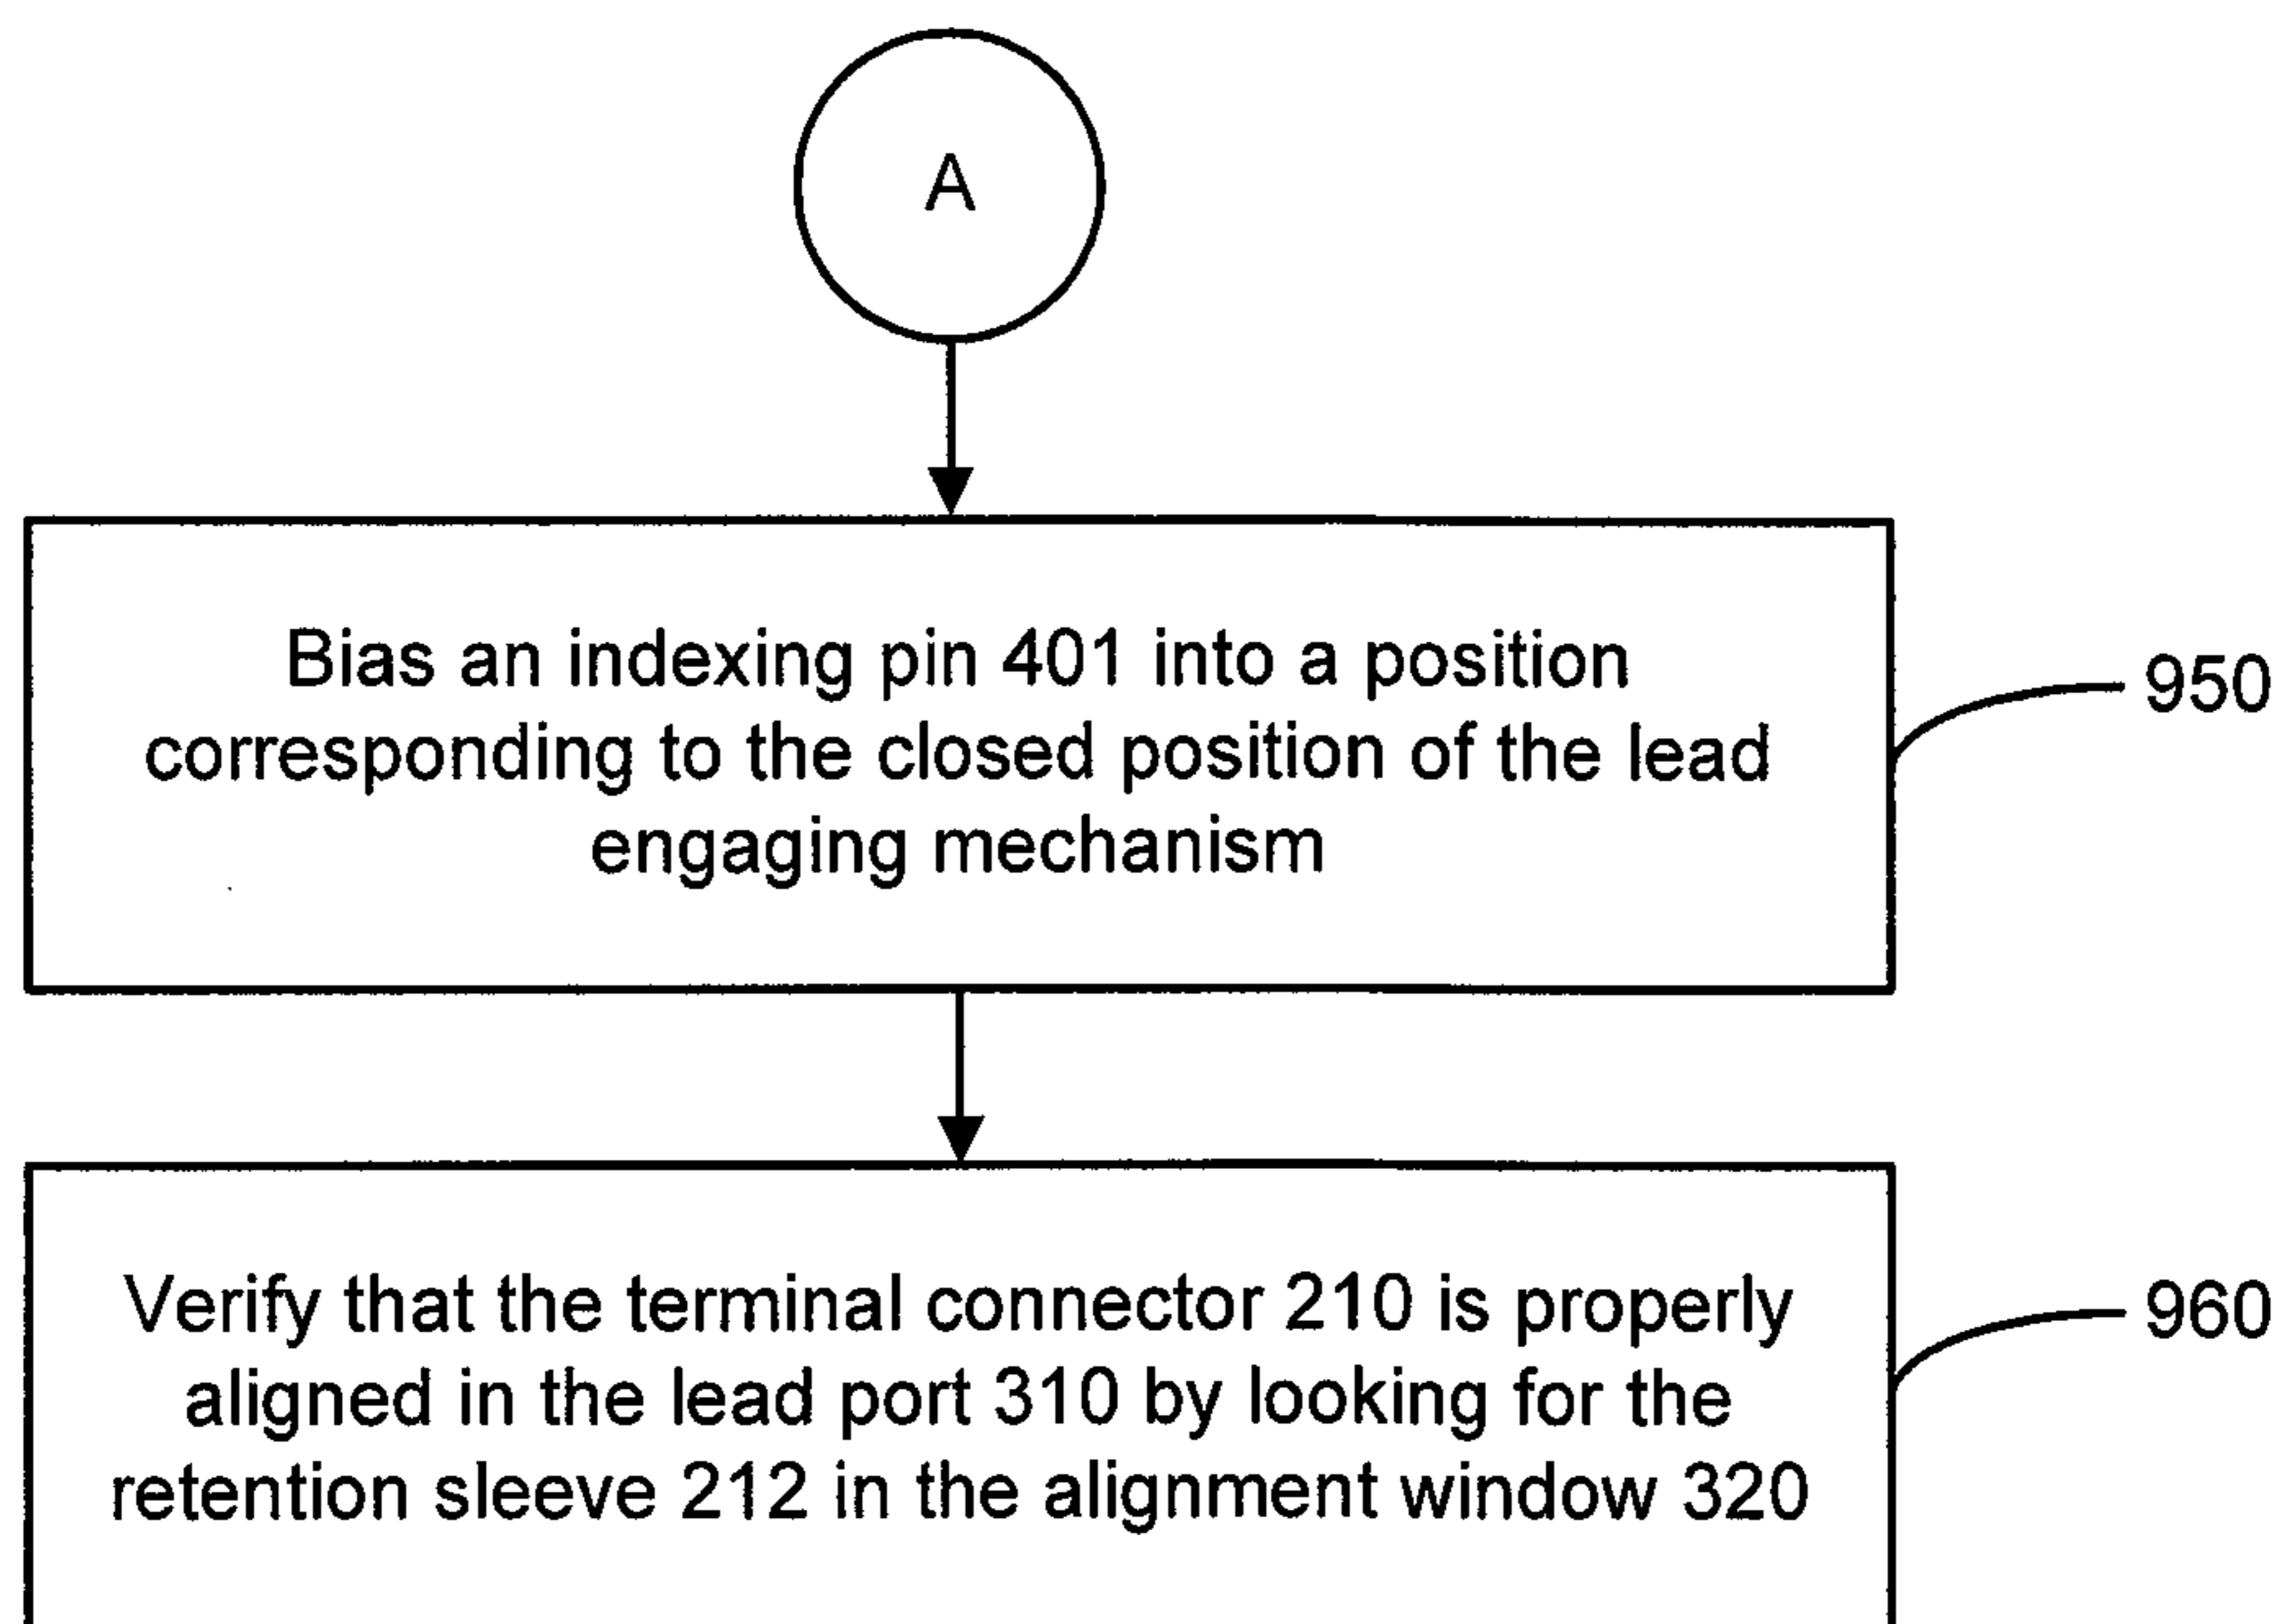 A
Bias an indexing pin 401 into a position
corresponding to the closed position of the lead
engaging mechanism
950
Verify that the terminal connector 210 is properly
aligned in the lead port 310 by looking for the
retention sleeve 212 in the alignment window 320
960